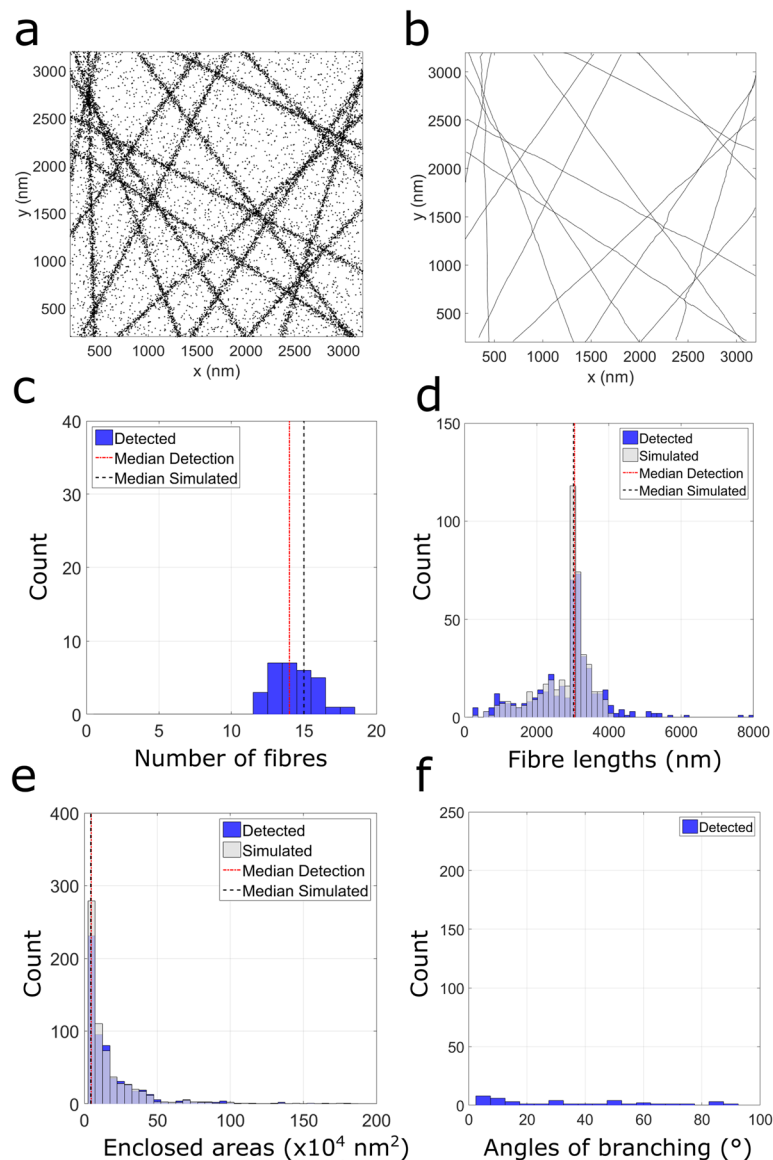 a
3000
2500
2000
1500
1000
500
y (nm)
500 1000 1500 2000 2500 3000
x (nm)
b
3000
2500
2000
1500
1000
500
y (nm)
500 1000 1500 2000 2500 3000
x (nm)
c
40
30
20
10
0
Count
Detected
Median Detection
Median Simulated
0 5 10 15 20
Number of fibres
d
150
100
50
0
Count
Detected
Simulated
Median Detection
Median Simulated
0 2000 4000 6000 8000
Fibre lengths (nm)
e
400
300
200
100
0
Count
Detected
Simulated
Median Detection
Median Simulated
0 50 100 150 200
Enclosed areas (x10⁴ nm²)
f
250
200
150
100
50
0
Count
Detected
0 20 40 60 80 100
Angles of branching (°)